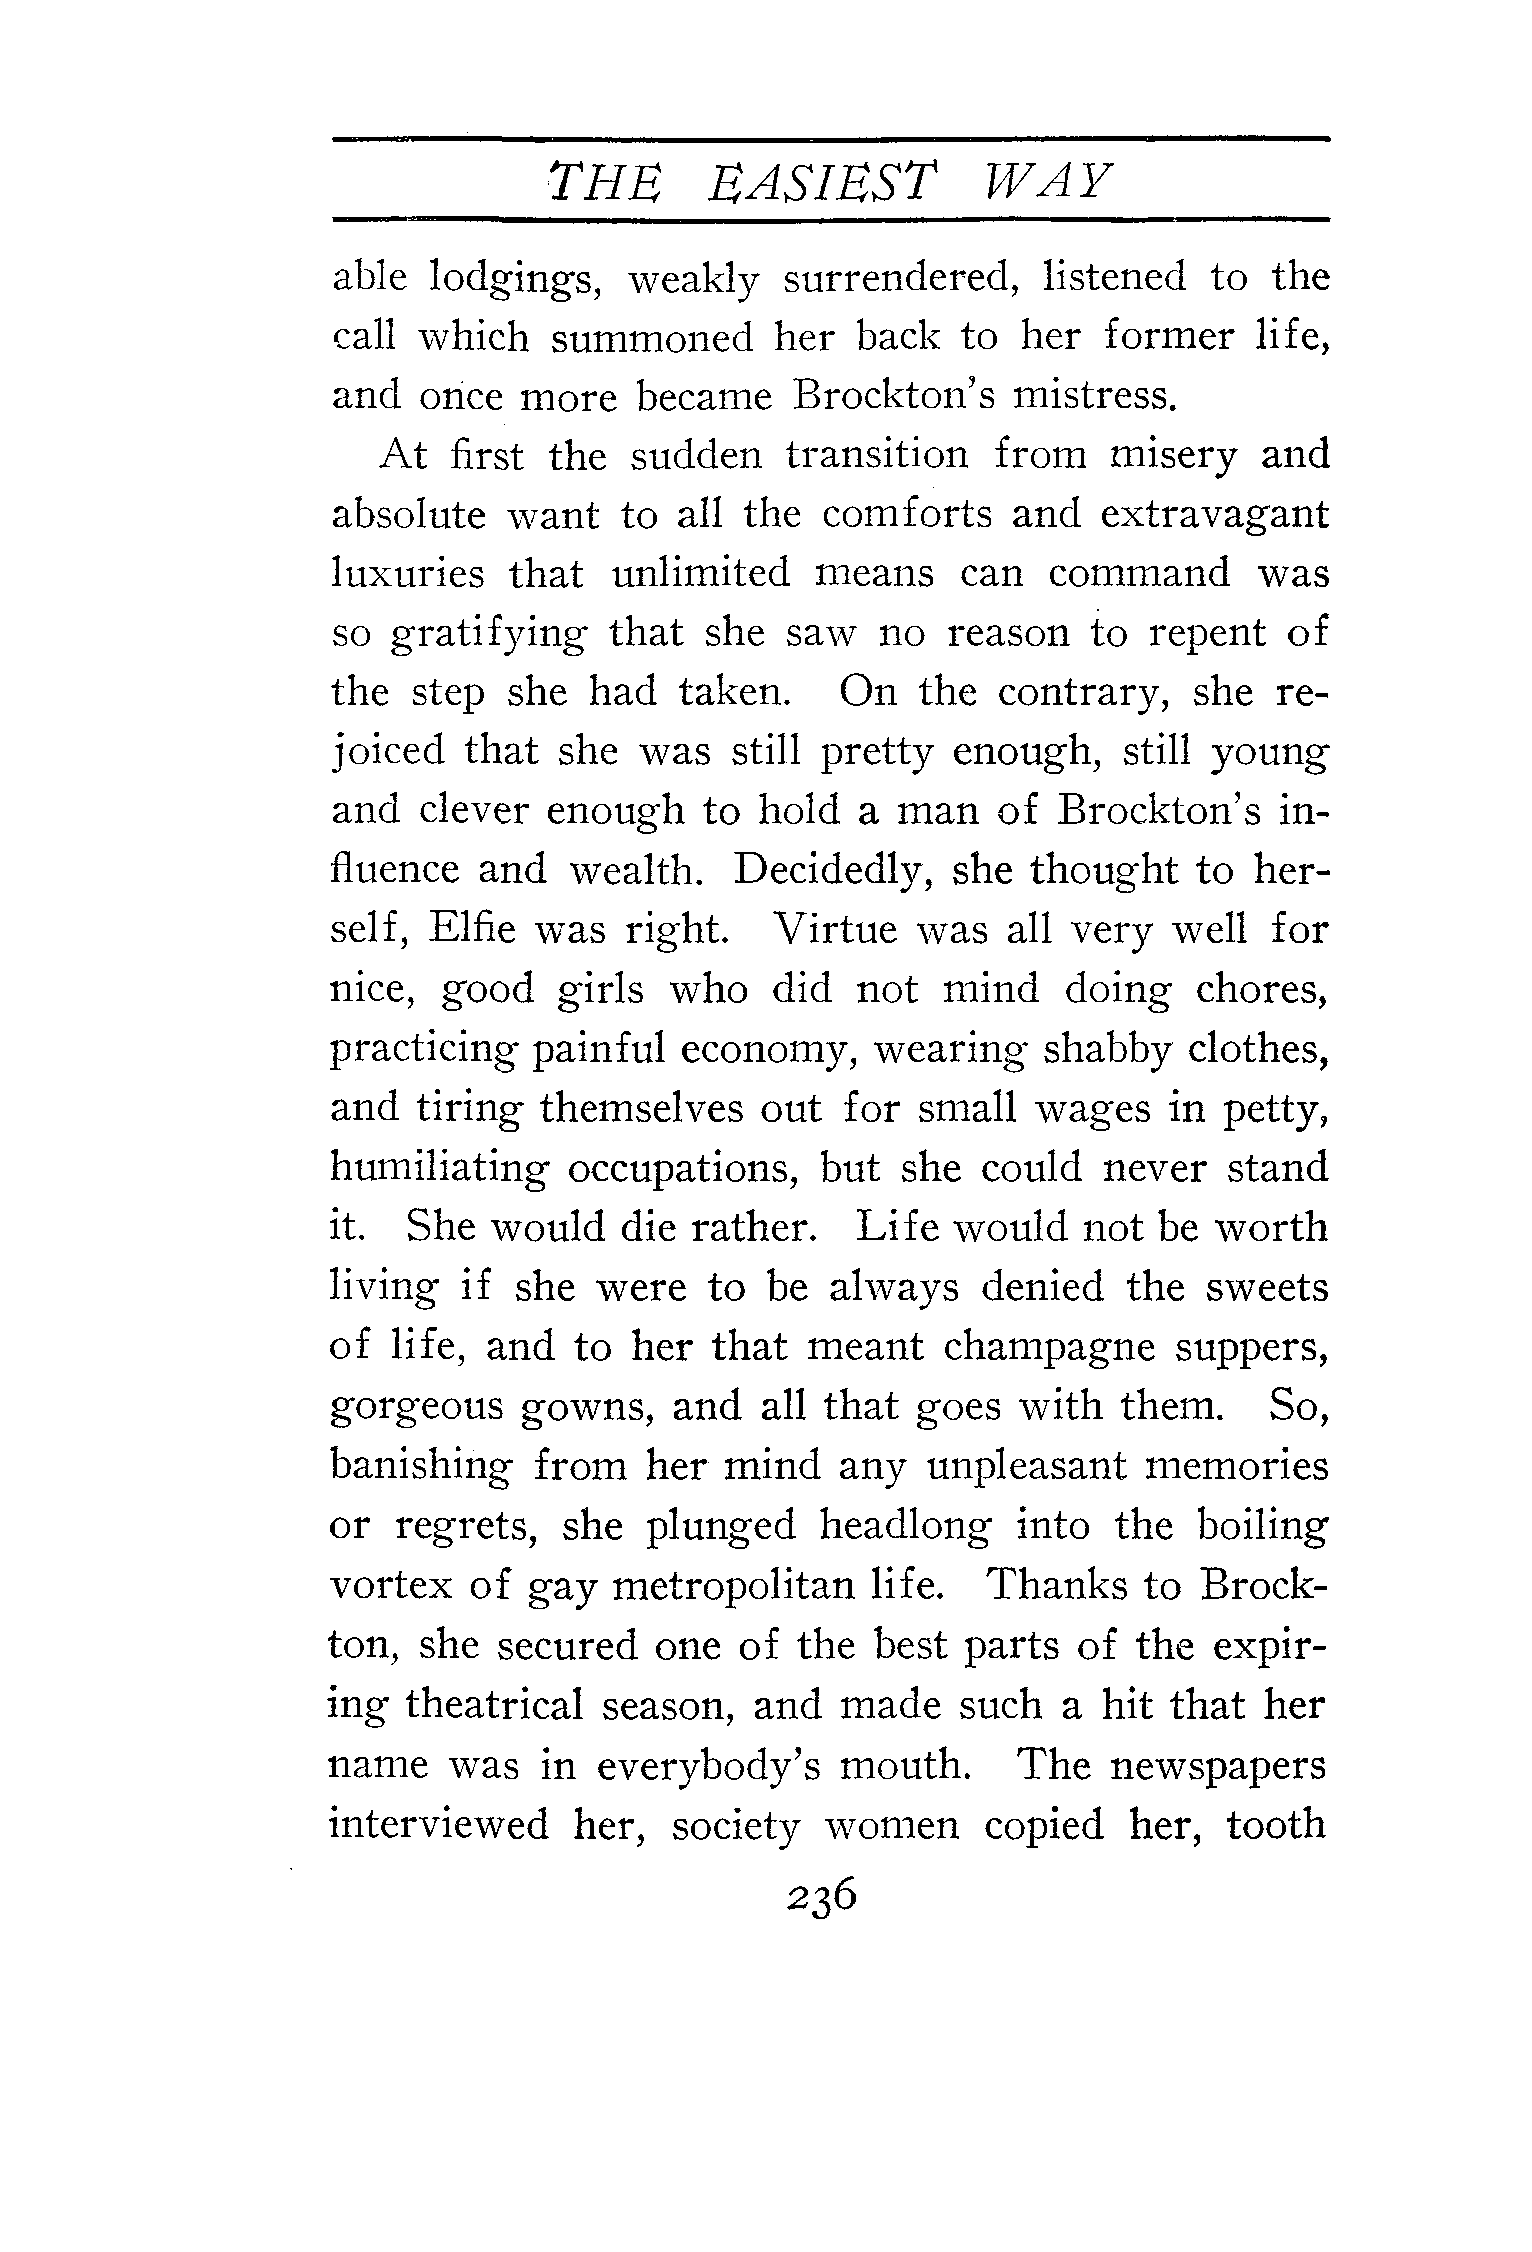 THE EASIEST WAY
able lodgings, weakly surrendered, listened to the
call which summoned her back to her former life,
and once more became Brockton's mistress.
At first the sudden transition from misery and
absolute want to all the comforts and extravagant
luxuries that unlimited means can command was
so gratifying that she saw no reason to repent of
the step she had taken. On the contrary, she re-
joiced that she was still pretty enough, still young
and clever enough to hold a man of Brockton's in-
fluence and wealth. Decidedly, she thought to her-
self, Elfie was right. Virtue was all very well for
nice, good girls who did not mind doing chores,
practicing painful economy, wearing shabby clothes,
and tiring themselves out for small wages in petty,
humiliating occupations, but she could never stand
it. She would die rather. Life would not be worth
living if she were to be always denied the sweets
of life, and to her that meant champagne suppers,
gorgeous gowns, and all that goes with them. So,
banishing from her mind any unpleasant memories
or regrets, she plunged headlong into the boiling
vortex of gay metropolitan life. Thanks to Brock-
ton, she secured one of the best parts of the expir-
ing theatrical season, and made such a hit that her
name was in everybody's mouth. The newspapers
interviewed her, society women copied her, tooth
236